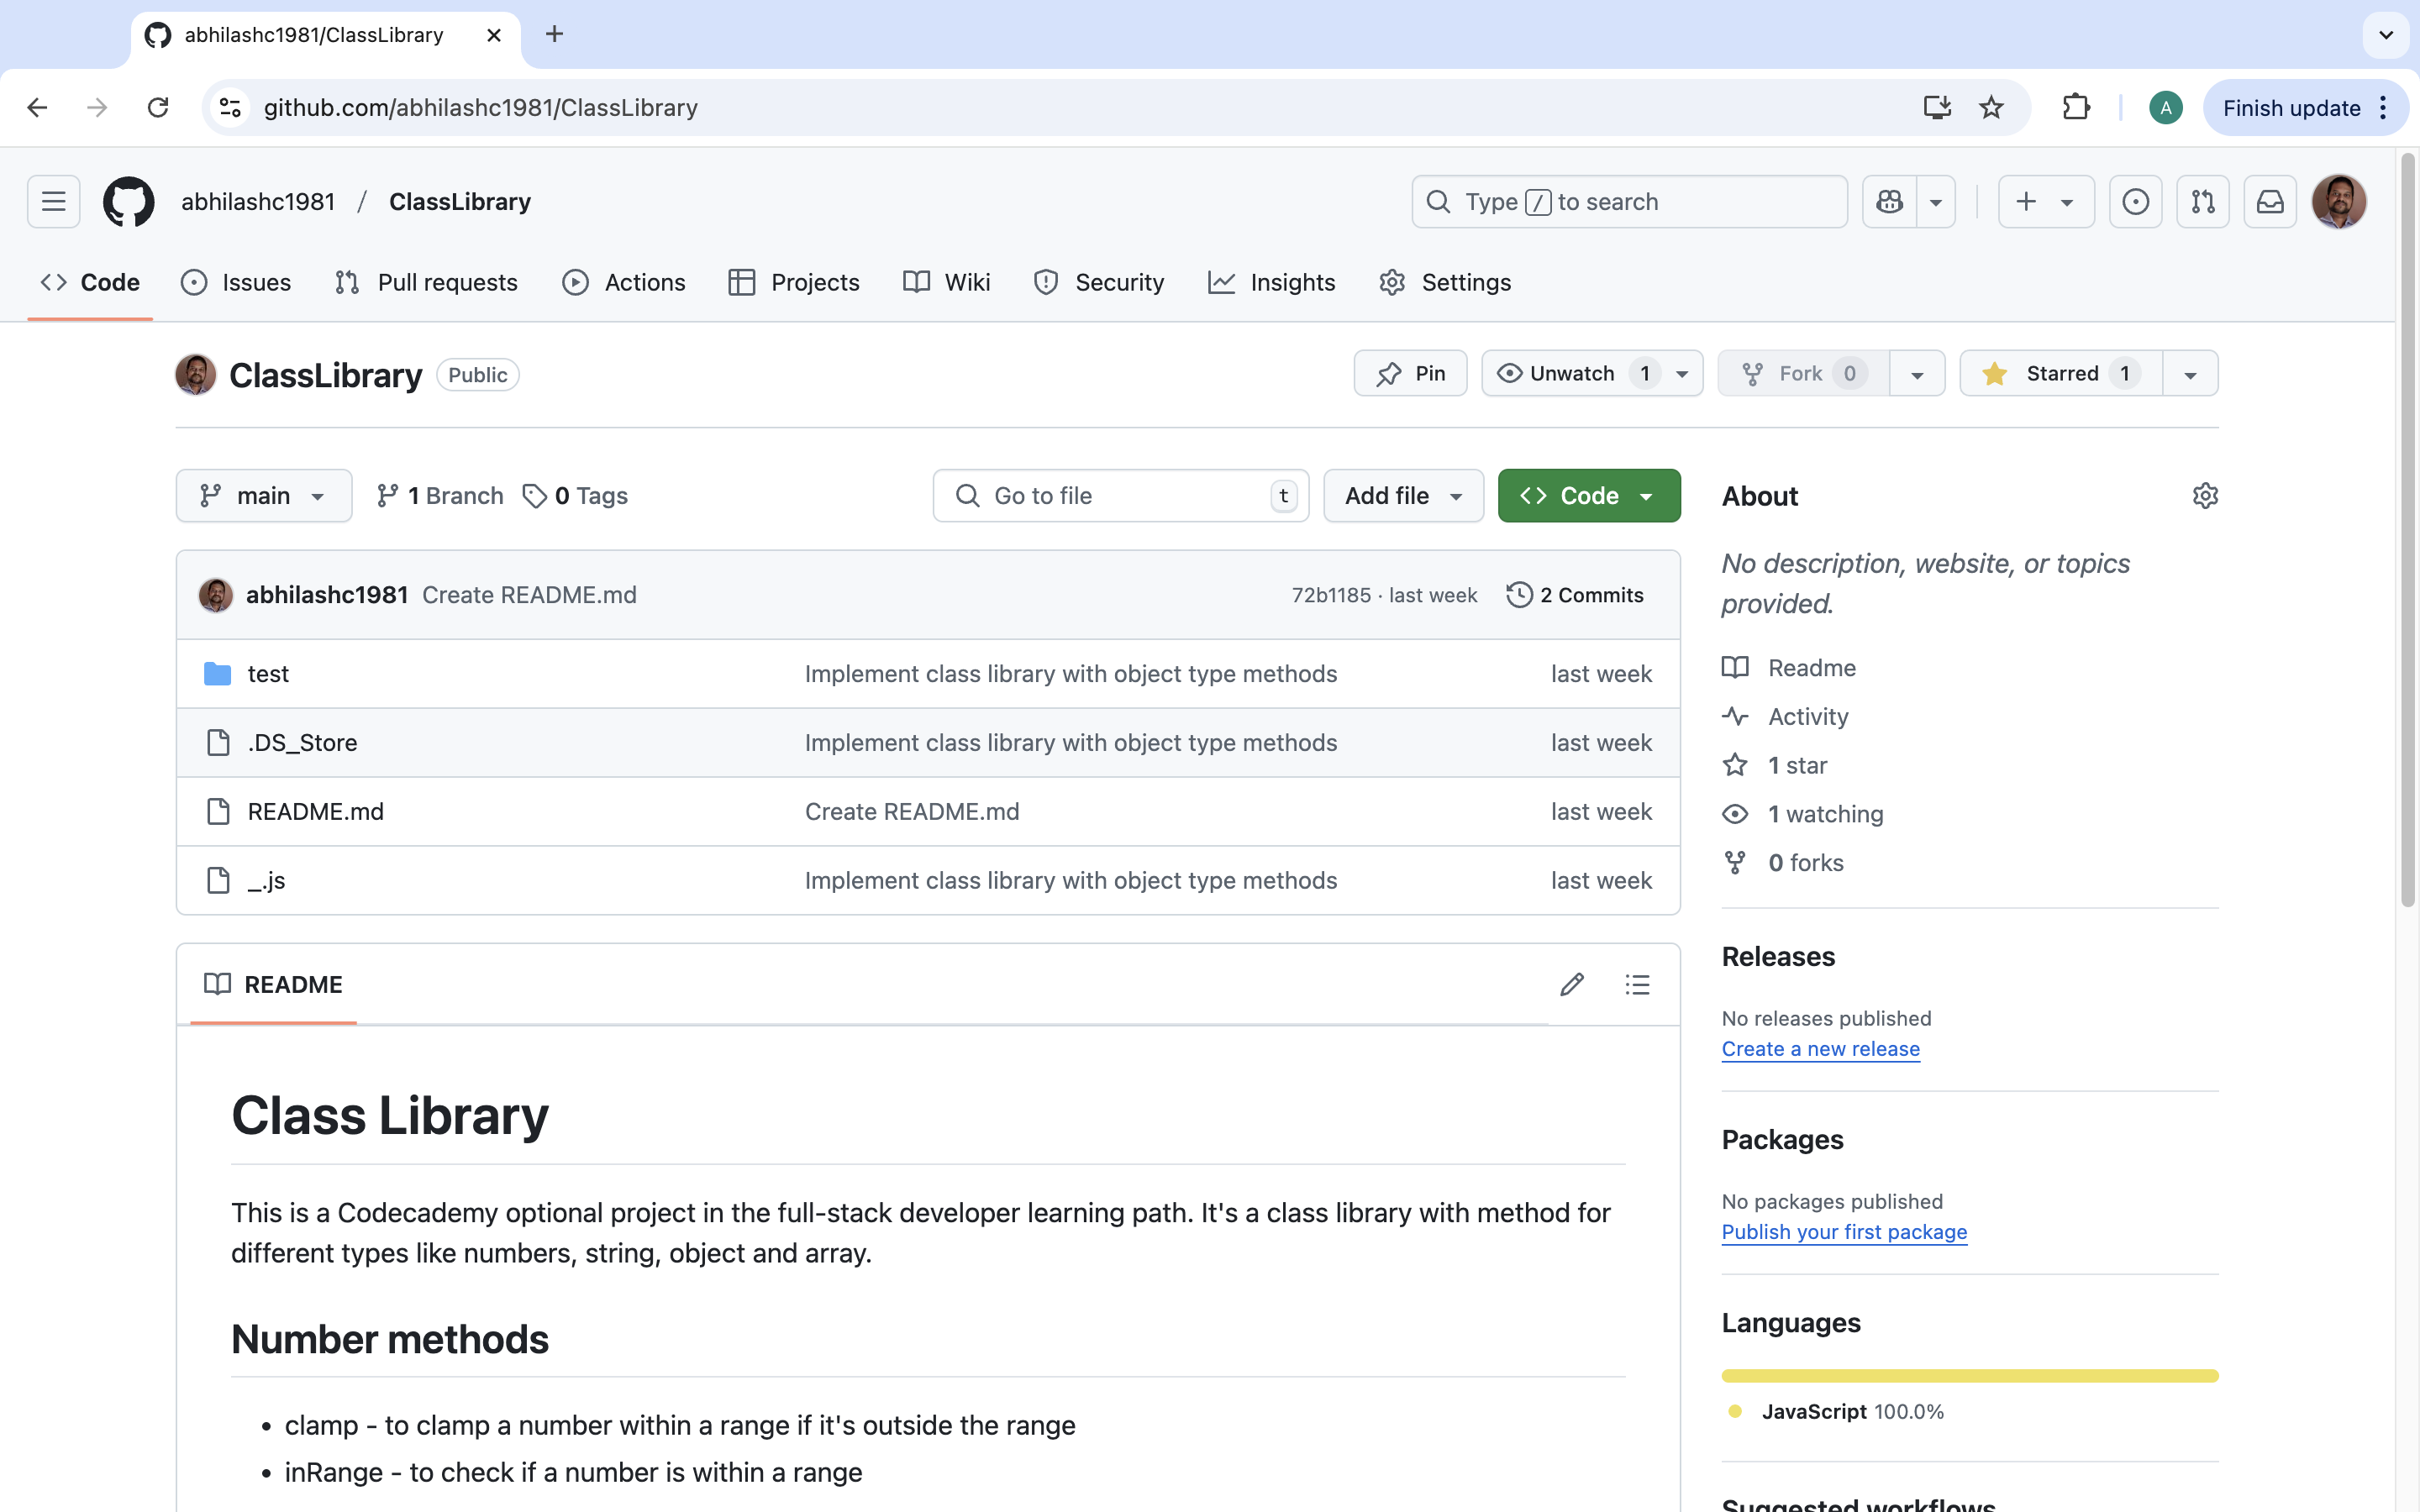 abhilashc1981/ClassLibrary
github.com/abhilashc1981/ClassLibrary
A
Finish update
abhilashc1981 / ClassLibrary
Type / to search
Code Issues Pull requests Actions Projects Wiki Security Insights Settings
ClassLibrary Public
Pin Unwatch 1 Fork 0 Starred 1
main 1 Branch 0 Tags
Go to file t Add file Code
abhilashc1981 Create README.md 72b1185 · last week 2 Commits
test Implement class library with object type methods last week
.DS_Store Implement class library with object type methods last week
README.md Create README.md last week
_.js Implement class library with object type methods last week
README
Class Library
This is a Codecademy optional project in the full-stack developer learning path. It's a class library with method for
different types like numbers, string, object and array.
Number methods
• clamp - to clamp a number within a range if it's outside the range
• inRange - to check if a number is within a range
About
No description, website, or topics
provided.
Readme
Activity
1 star
1 watching
0 forks
Releases
No releases published
Create a new release
Packages
No packages published
Publish your first package
Languages
JavaScript 100.0%
Suggested workflows